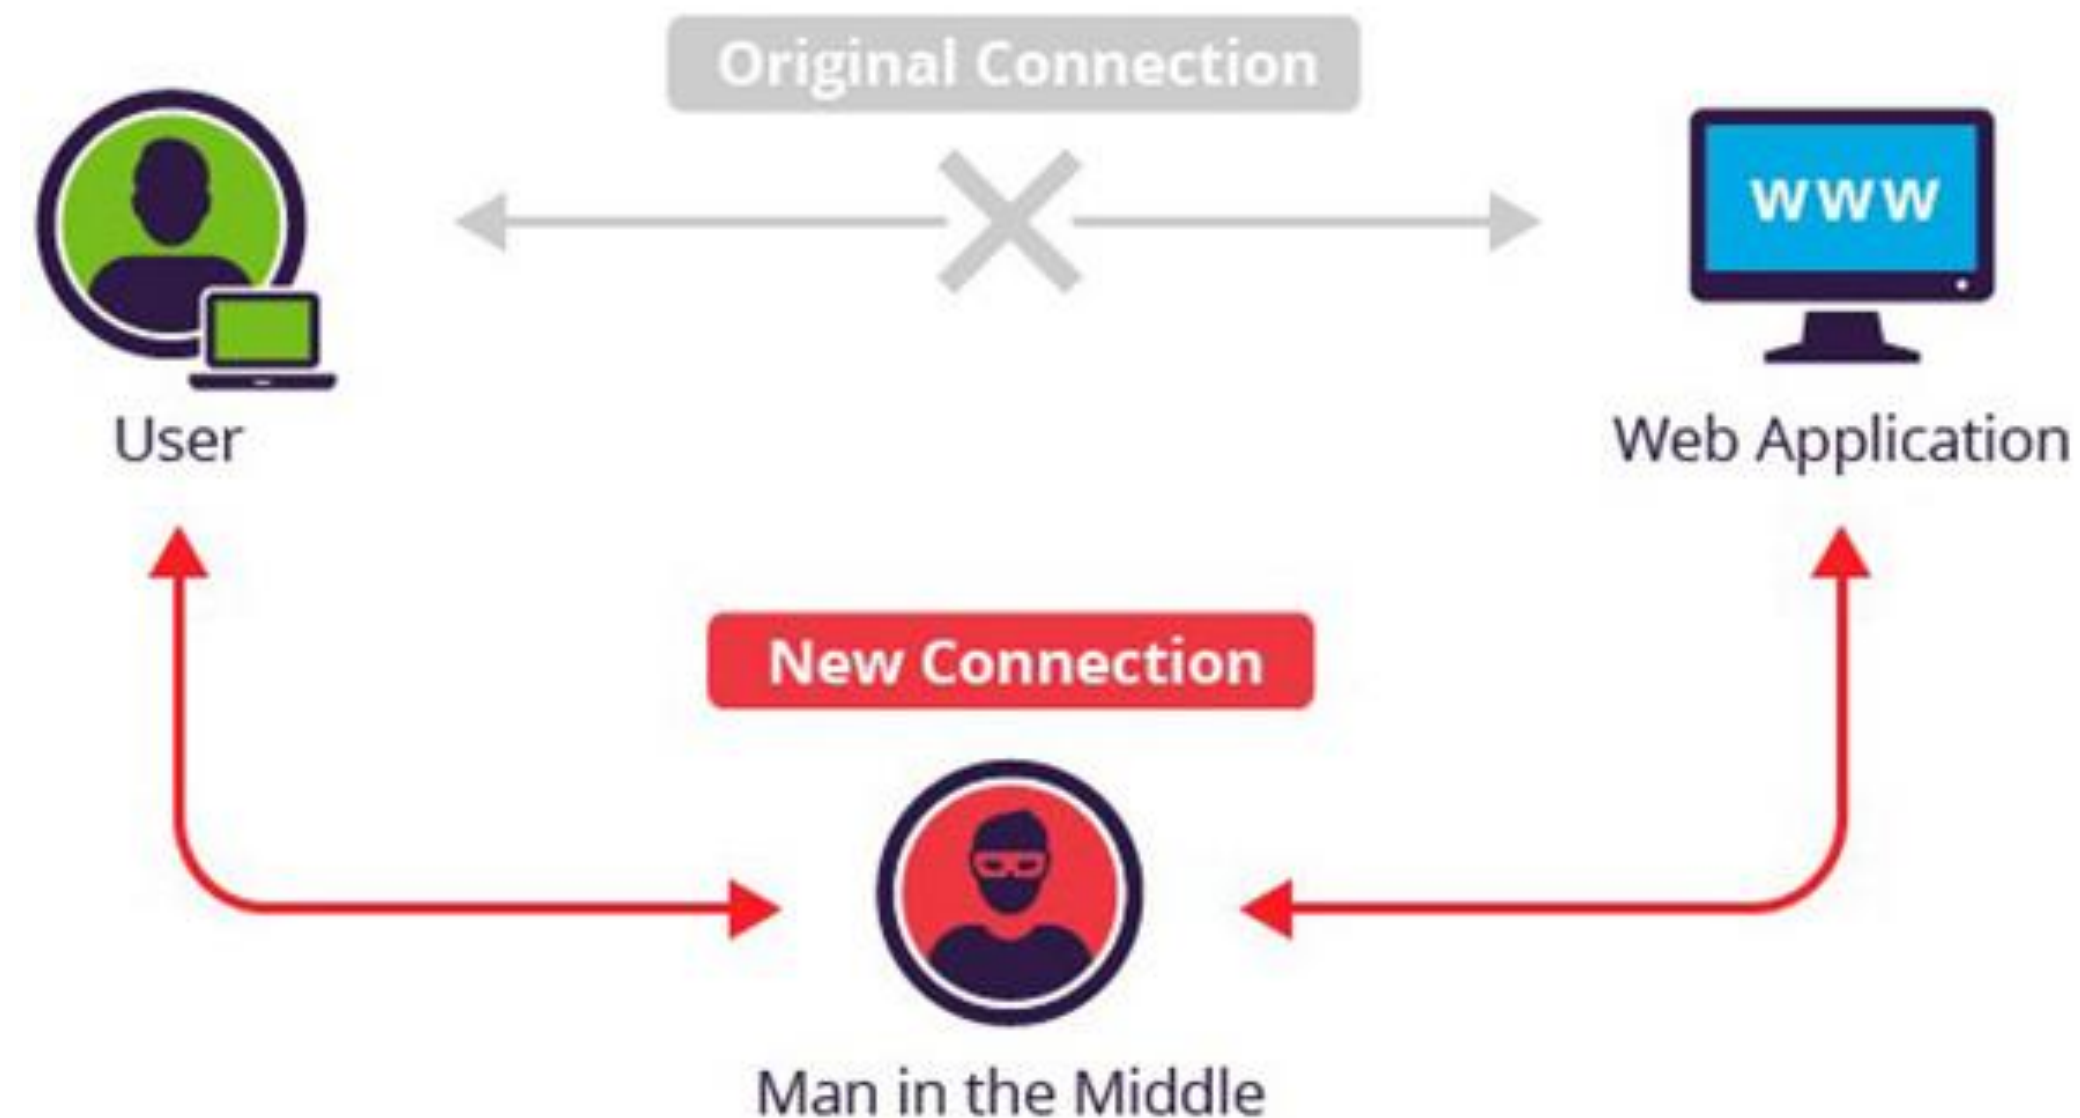 Original Connection
www
User
Web Application
New Connection
Man in the Middle